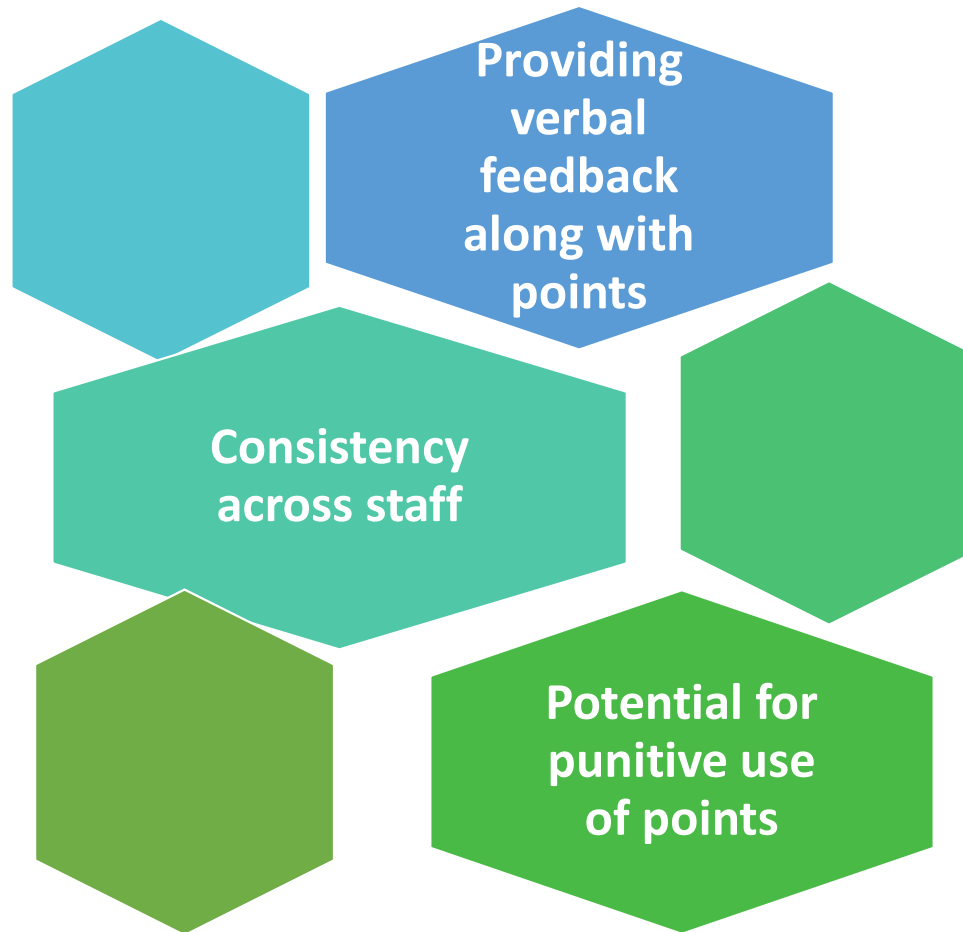 Providing
verbal
feedback
along with
points
Consistency
across staff
Potential for
punitive use
of points